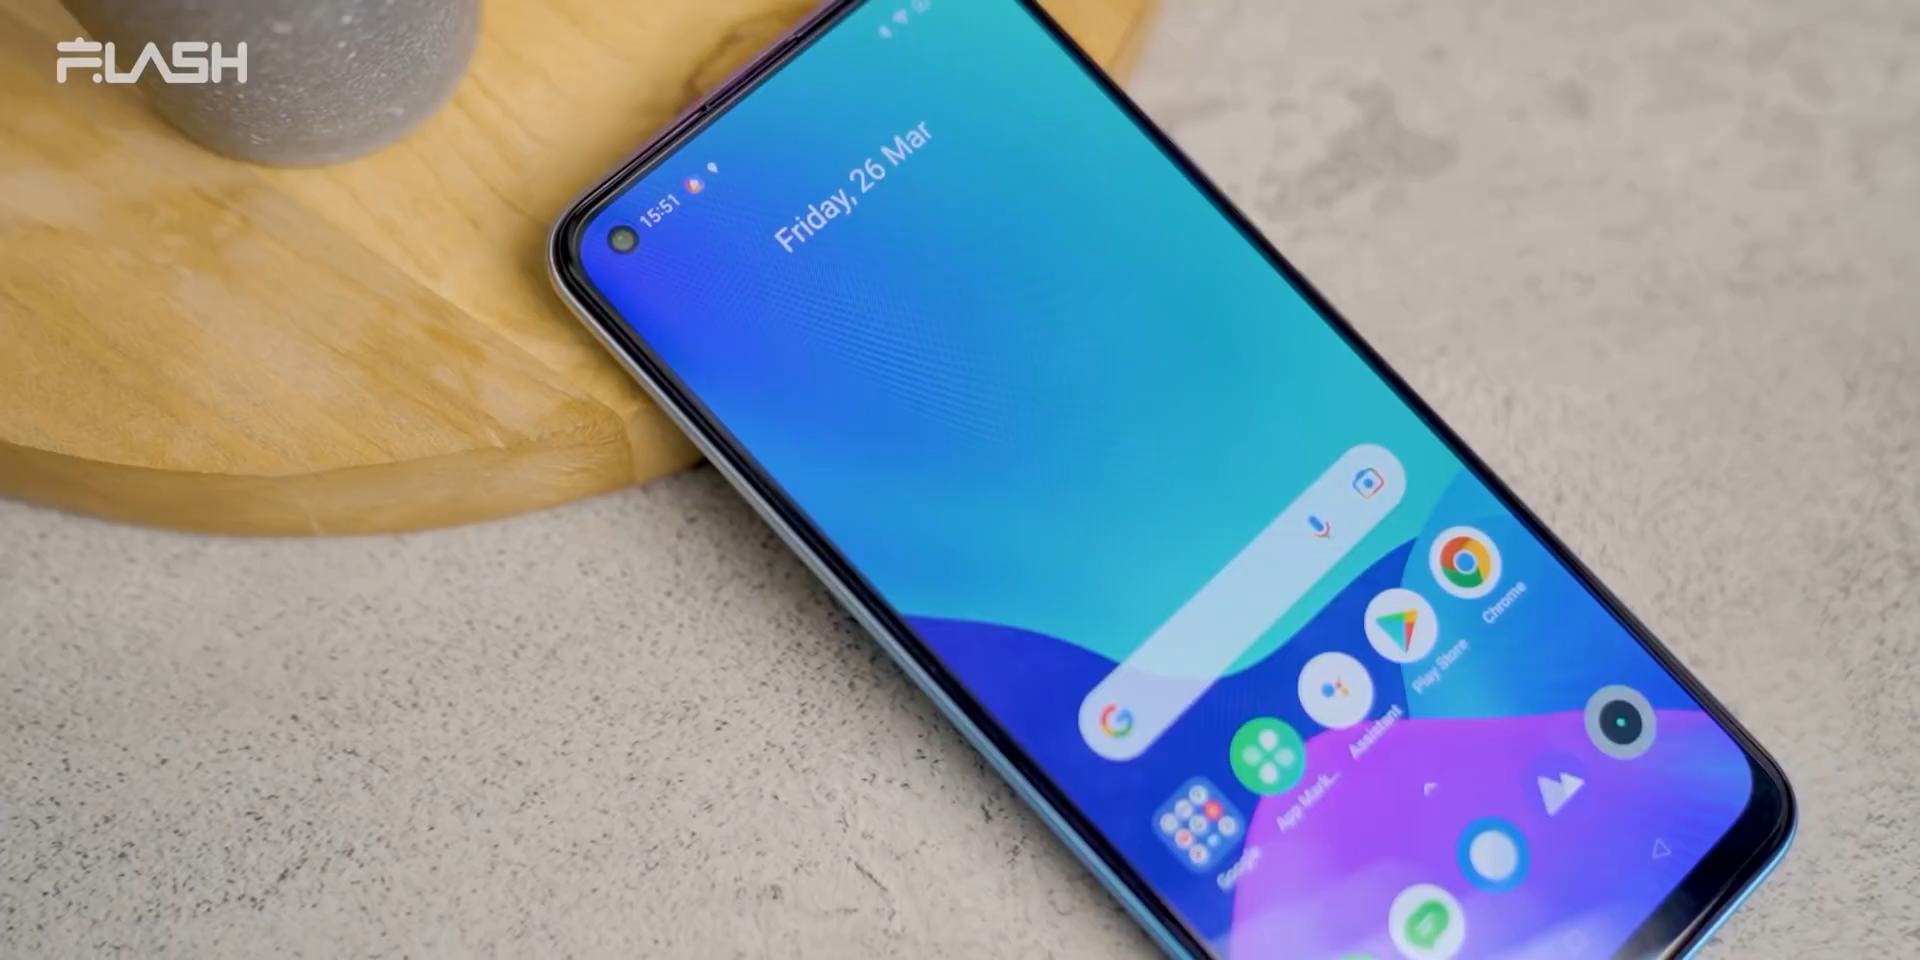 FLASH
15:51
Friday, 26 Mar
Chrome
Play Store
Assistant
App Mark...
Google